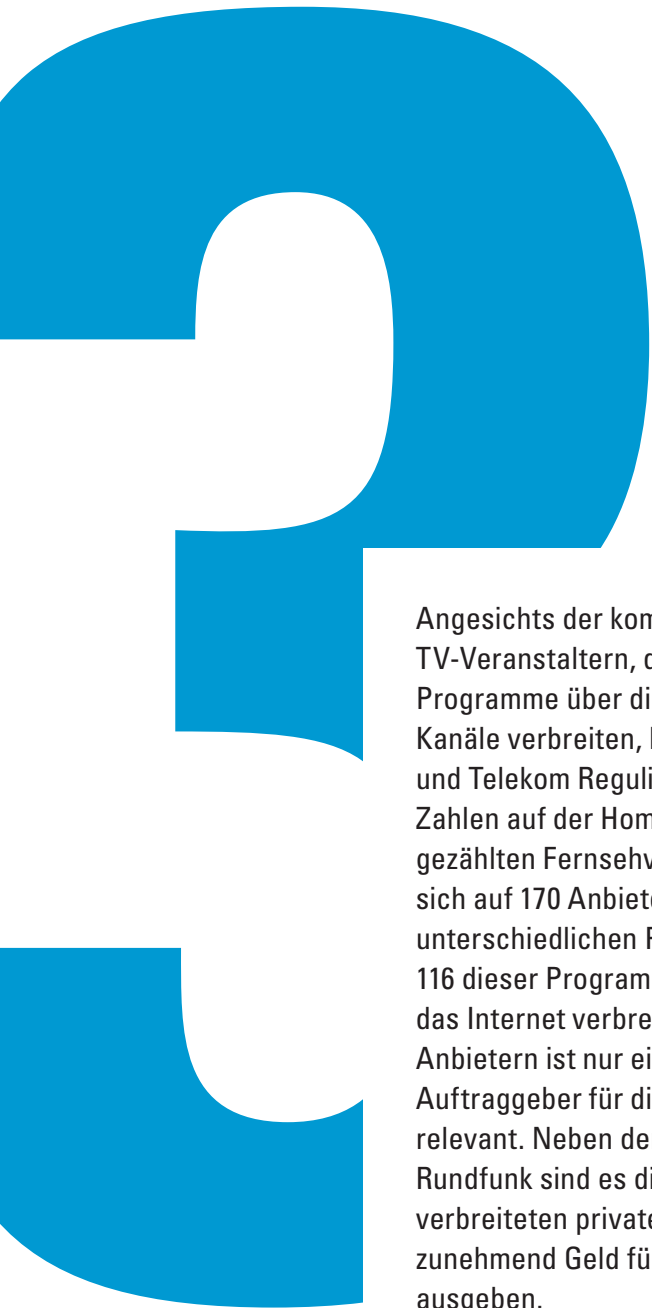 3
Angesichts der kom
TV-Veranstaltern, d
Programme über di
Kanäle verbreiten,
und Telekom Reguli
Zahlen auf der Hom
gezählten Fernsehv
sich auf 170 Anbiete
unterschiedlichen
116 dieser Program
das Internet verbre
Anbietern ist nur ei
Auftraggeber für di
relevant. Neben de
Rundfunk sind es di
verbreiteten private
zunehmend Geld fü
ausgeben.